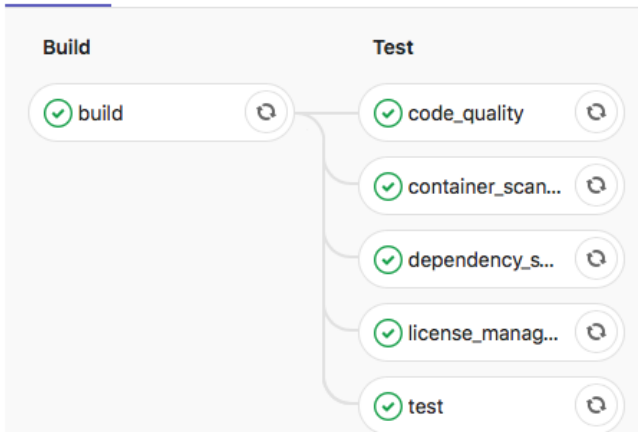 Build
Test
build
code_quality
container_scan...
dependency_s...
license_manag...
test